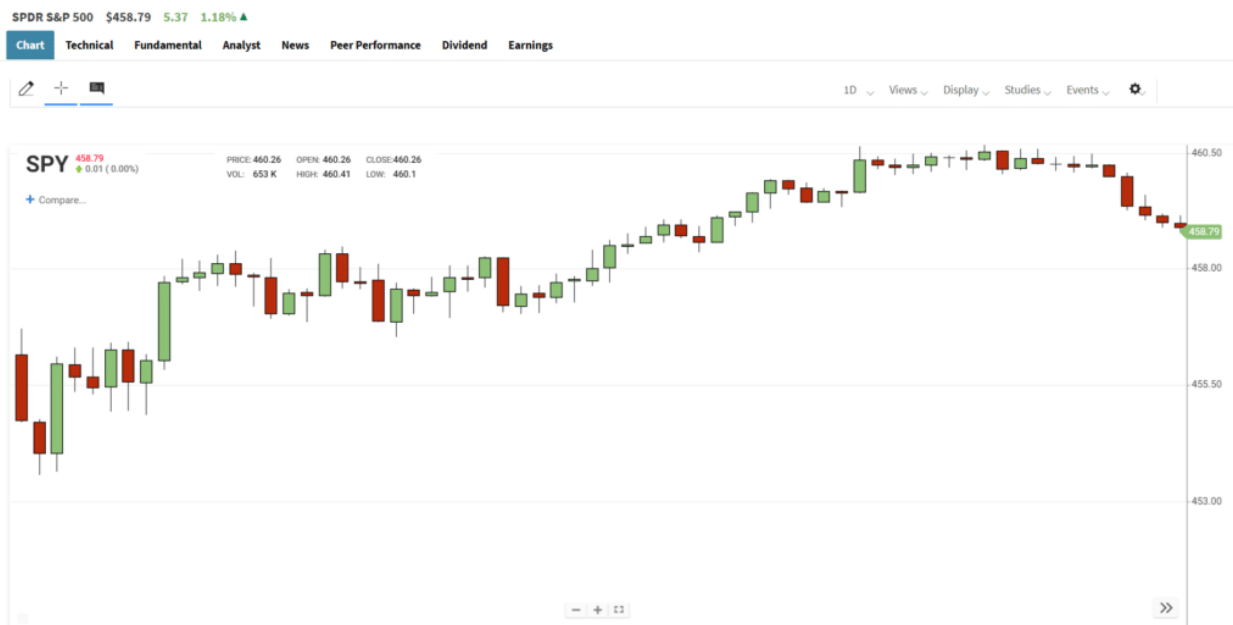 SPDR S&P 500 $458.79 5.37 1.18%
Chart Technical Fundamental Analyst News Peer Performance Dividend Earnings
1D Views Display Studies Events
SPY 458.79 0.01 ( 0.00%)
PRICE: 460.26 OPEN: 460.26 CLOSE:460.26
VOL: 653 K HIGH: 460.41 LOW: 460.1
+ Compare...
460.50
458.79
458.00
455.50
453.00